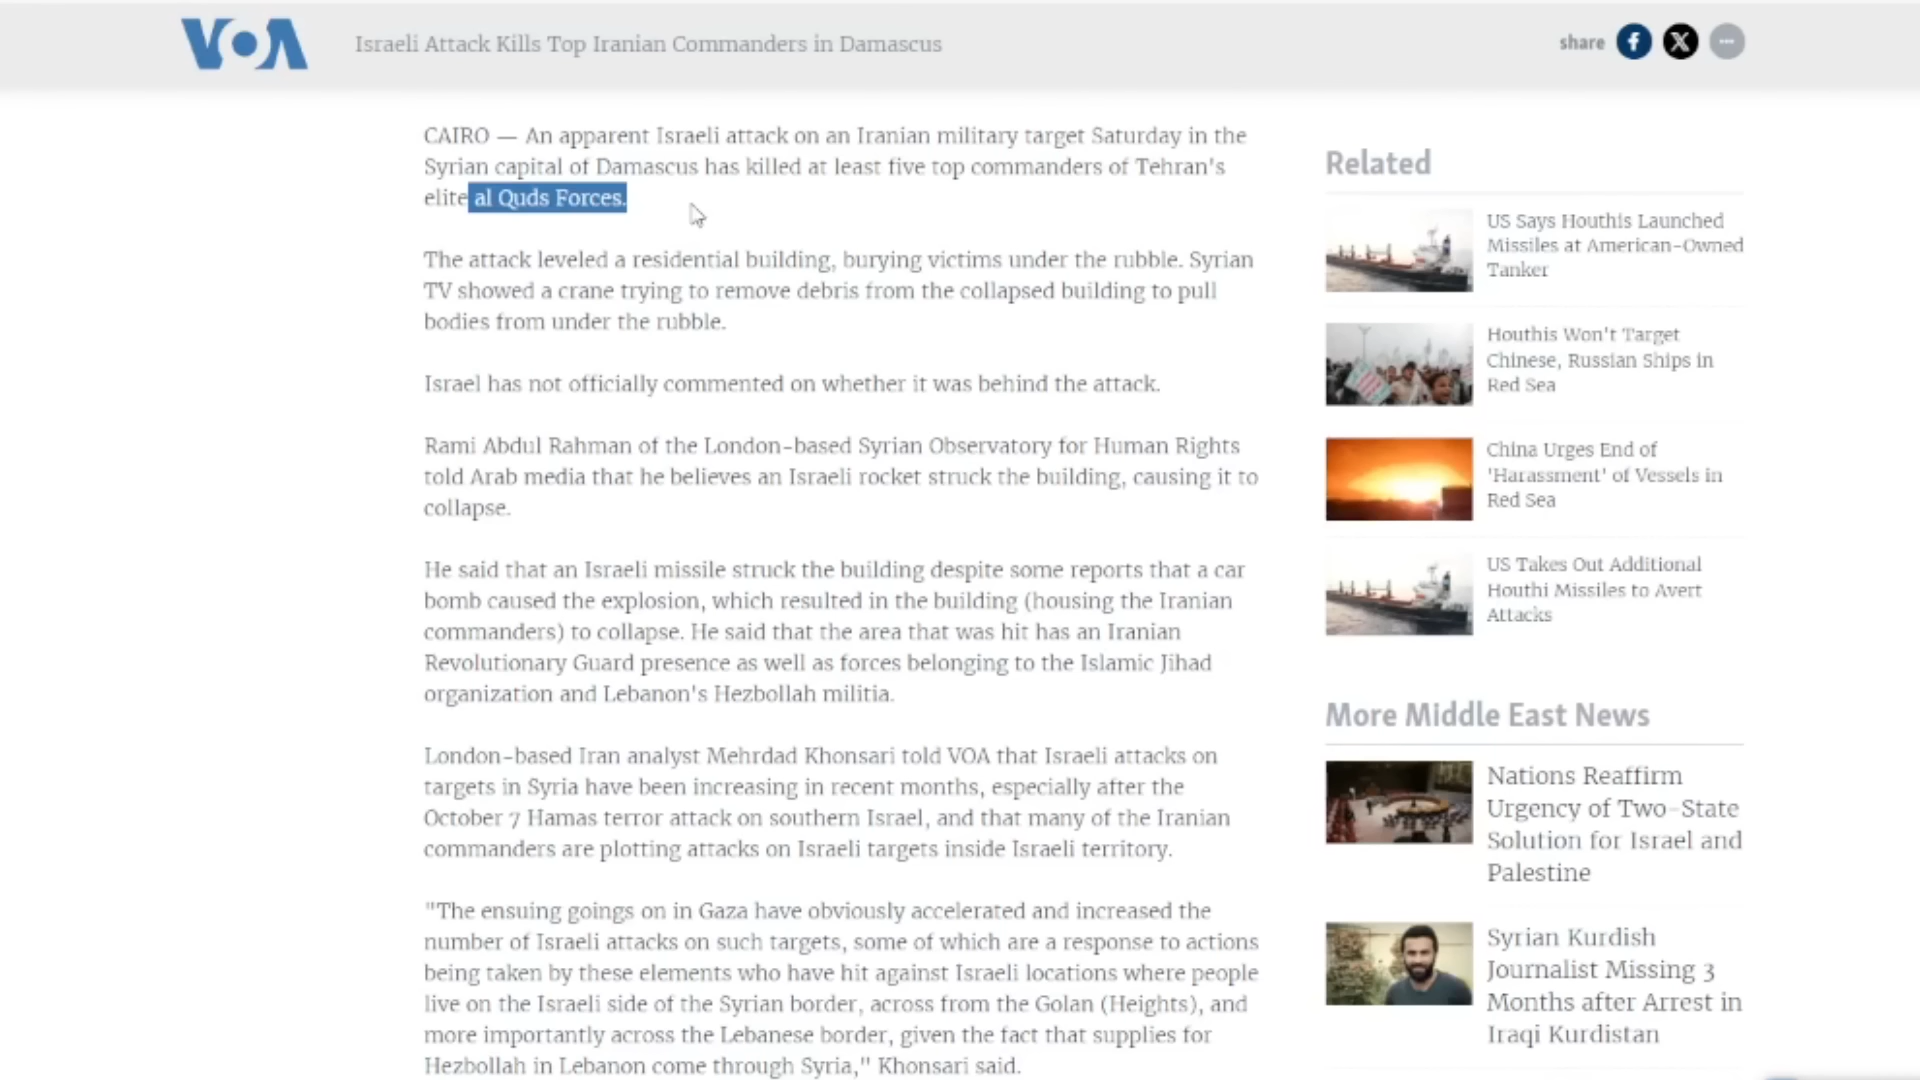 VOA
Israeli Attack Kills Top Iranian Commanders in Damascus
share
CAIRO — An apparent Israeli attack on an Iranian military target Saturday in the
Syrian capital of Damascus has killed at least five top commanders of Tehran's
elite al Quds Forces.
The attack leveled a residential building, burying victims under the rubble. Syrian
TV showed a crane trying to remove debris from the collapsed building to pull
bodies from under the rubble.
Israel has not officially commented on whether it was behind the attack.
Rami Abdul Rahman of the London-based Syrian Observatory for Human Rights
told Arab media that he believes an Israeli rocket struck the building, causing it to
collapse.
He said that an Israeli missile struck the building despite some reports that a car
bomb caused the explosion, which resulted in the building (housing the Iranian
commanders) to collapse. He said that the area that was hit has an Iranian
Revolutionary Guard presence as well as forces belonging to the Islamic Jihad
organization and Lebanon's Hezbollah militia.
London-based Iran analyst Mehrdad Khonsari told VOA that Israeli attacks on
targets in Syria have been increasing in recent months, especially after the
October 7 Hamas terror attack on southern Israel, and that many of the Iranian
commanders are plotting attacks on Israeli targets inside Israeli territory.
"The ensuing goings on in Gaza have obviously accelerated and increased the
number of Israeli attacks on such targets, some of which are a response to actions
being taken by these elements who have hit against Israeli locations where people
live on the Israeli side of the Syrian border, across from the Golan (Heights), and
more importantly across the Lebanese border, given the fact that supplies for
Hezbollah in Lebanon come through Syria," Khonsari said.
Related
US Says Houthis Launched
Missiles at American-Owned
Tanker
Houthis Won't Target
Chinese, Russian Ships in
Red Sea
China Urges End of
'Harassment' of Vessels in
Red Sea
US Takes Out Additional
Houthi Missiles to Avert
Attacks
More Middle East News
Nations Reaffirm
Urgency of Two-State
Solution for Israel and
Palestine
Syrian Kurdish
Journalist Missing 3
Months after Arrest in
Iraqi Kurdistan